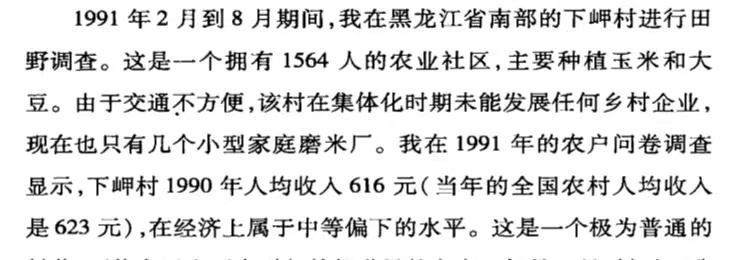 1991 年 2 月到 8 月期间，我在黑龙江省南部的下岬村进行田
野调查。这是一个拥有 1564 人的农业社区，主要种植玉米和大
豆。由于交通不方便，该村在集体化时期未能发展任何乡村企业，
现在也只有几个小型家庭磨米厂。我在 1991 年的农户问卷调查
显示，下岬村 1990 年人均收入 616 元（当年的全国农村人均收入
是 623 元），在经济上属于中等偏下的水平。这是一个极为普通的